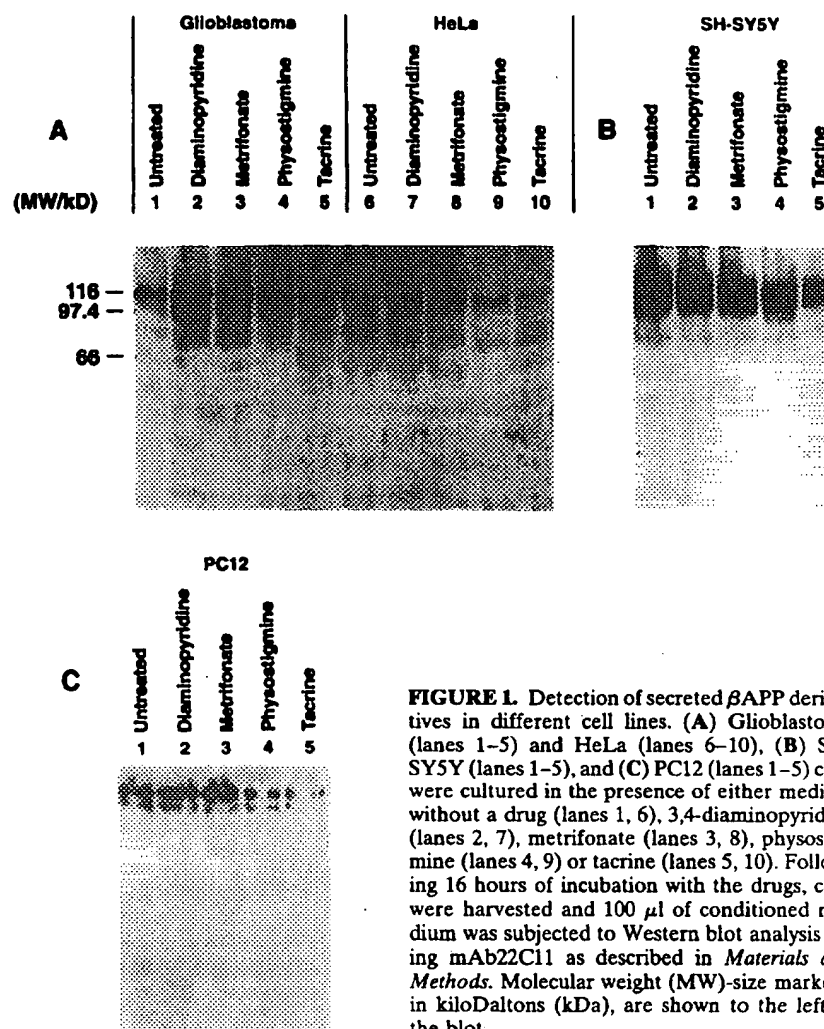 Glioblastoma HeLa SH-SY5Y
A
Untreated
Diaminopyridine
Metrifonate
Physostigmine
Tacrine
Untreated
Diaminopyridine
Metrifonate
Physostigmine
Tacrine
B
Untreated
Diaminopyridine
Metrifonate
Physostigmine
Tacrine
(MW/kD) 1 2 3 4 5 6 7 8 9 10 1 2 3 4 5
116 –
97.4 –
66 –
PC12
C
Untreated
Diaminopyridine
Metrifonate
Physostigmine
Tacrine
1 2 3 4 5
FIGURE 1. Detection of secreted βAPP deri
tives in different cell lines. (A) Glioblasto
(lanes 1–5) and HeLa (lanes 6–10), (B) S
SY5Y (lanes 1–5), and (C) PC12 (lanes 1–5) c
were cultured in the presence of either medi
without a drug (lanes 1, 6), 3,4-diaminopyrid
(lanes 2, 7), metrifonate (lanes 3, 8), physos
mine (lanes 4, 9) or tacrine (lanes 5, 10). Follo
ing 16 hours of incubation with the drugs, c
were harvested and 100 μl of conditioned m
dium was subjected to Western blot analysis
ing mAb22C11 as described in Materials
Methods. Molecular weight (MW)-size marke
in kiloDaltons (kDa), are shown to the left
the blot.